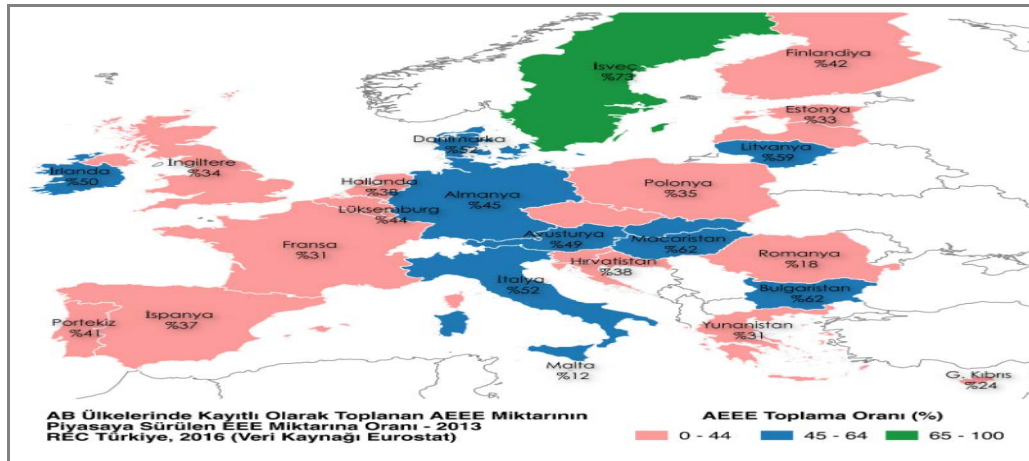 Finlandiya
%42
İsveç
%73
Estonya
%33
Danimarka
%52
Litvanya
%59
İrlanda
%50
İngiltere
%34
Hollanda
%38
Almanya
%45
Polonya
%35
Lüksemburg
%44
Avusturya
%49
Macaristan
%62
Fransa
%31
Hırvatistan
%38
Romanya
%18
İtalya
%52
Bulgaristan
%62
Portekiz
%41
İspanya
%37
Yunanistan
%31
Malta
%12
G. Kıbrıs
%24
AB Ülkelerinde Kayıtlı Olarak Toplanan AEEE Miktarının
Piyasaya Sürülen EEE Miktarına Oranı - 2013
REC Türkiye, 2016 (Veri Kaynağı Eurostat)
AEEE Toplama Oranı (%)
0 - 44
45 - 64
65 - 100